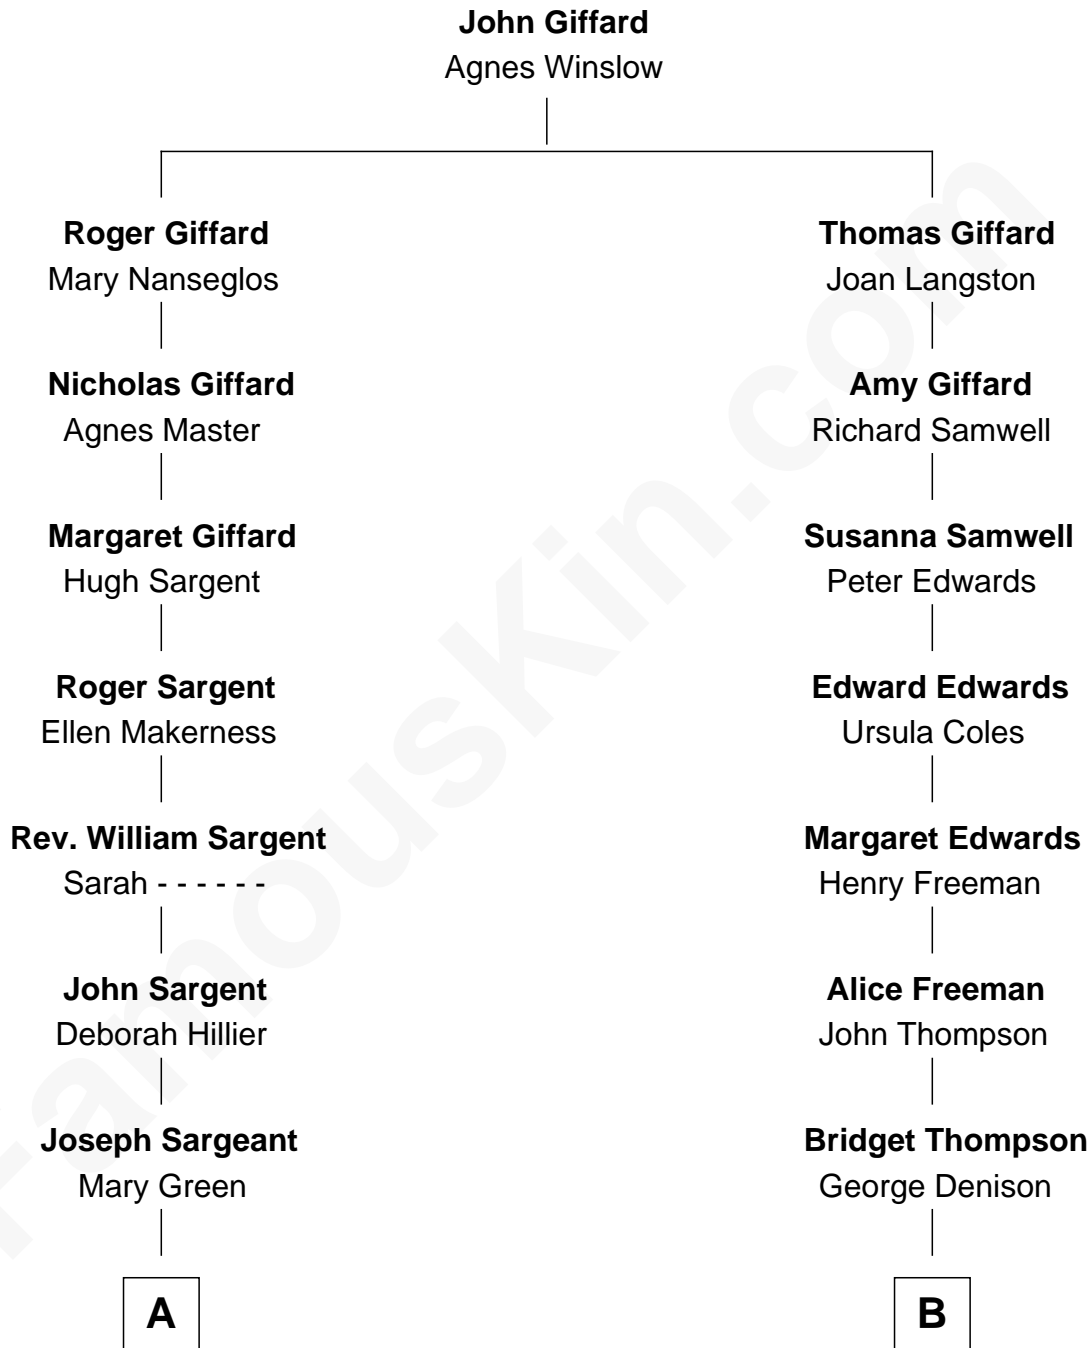 John Giffard
Agnes Winslow
Roger Giffard
Mary Nanseglos
Thomas Giffard
Joan Langston
Nicholas Giffard
Agnes Master
Amy Giffard
Richard Samwell
Margaret Giffard
Hugh Sargent
Susanna Samwell
Peter Edwards
Roger Sargent
Ellen Makerness
Edward Edwards
Ursula Coles
Rev. William Sargent
Sarah - - - - - -
Margaret Edwards
Henry Freeman
John Sargent
Deborah Hillier
Alice Freeman
John Thompson
Joseph Sargeant
Mary Green
Bridget Thompson
George Denison
A
B
FamousKin.com